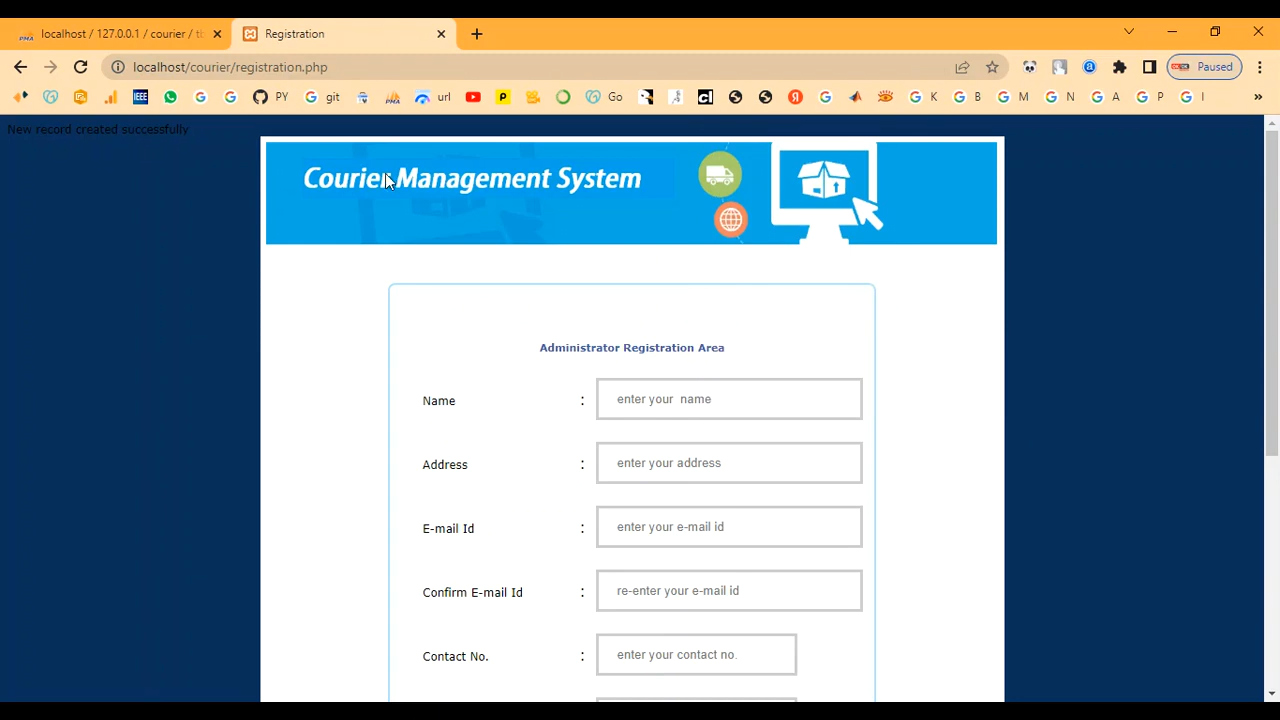 localhost / 127.0.0.1 / courier / tb
Registration
localhost/courier/registration.php
Paused
IEEE
PY
git
url
Go
K
B
M
N
A
P
I
New record created successfully
Courier Management System
Administrator Registration Area
Name : enter your name
Address : enter your address
E-mail Id : enter your e-mail id
Confirm E-mail Id : re-enter your e-mail id
Contact No. : enter your contact no.